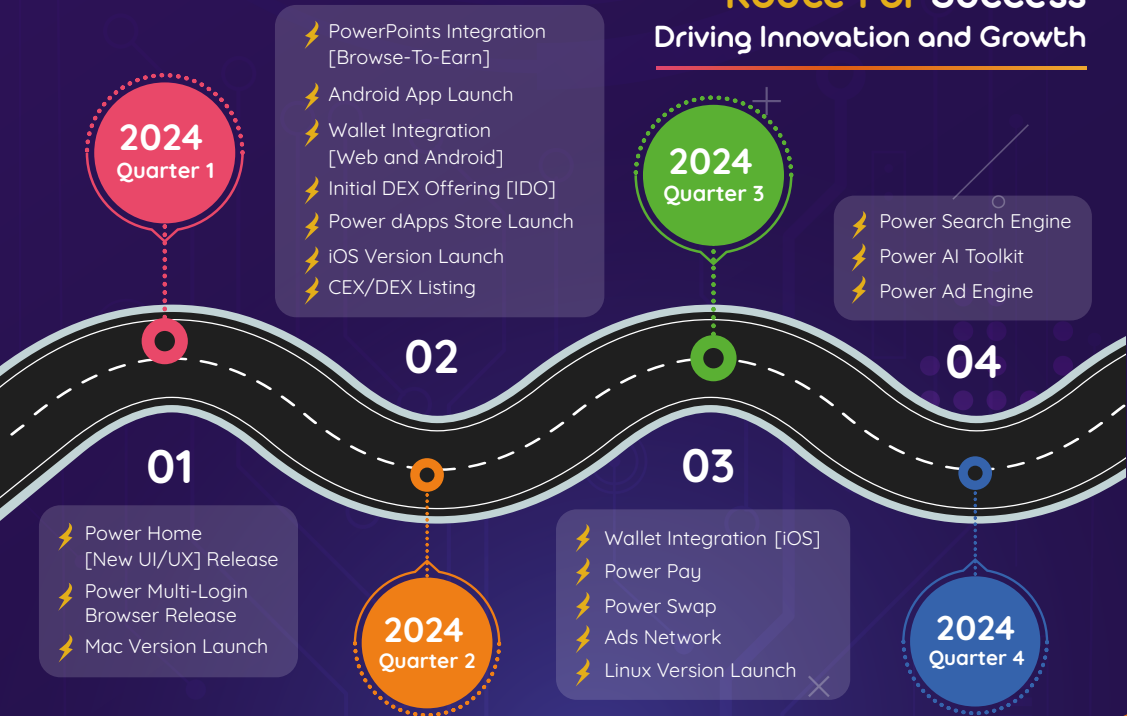 Route For Success
Driving Innovation and Growth
2024
Quarter 1
01
Power Home
[New UI/UX] Release
Power Multi-Login
Browser Release
Mac Version Launch
PowerPoints Integration
[Browse-To-Earn]
Android App Launch
Wallet Integration
[Web and Android]
Initial DEX Offering [IDO]
Power dApps Store Launch
iOS Version Launch
CEX/DEX Listing
02
2024
Quarter 2
2024
Quarter 3
03
Wallet Integration [iOS]
Power Pay
Power Swap
Ads Network
Linux Version Launch
Power Search Engine
Power AI Toolkit
Power Ad Engine
04
2024
Quarter 4